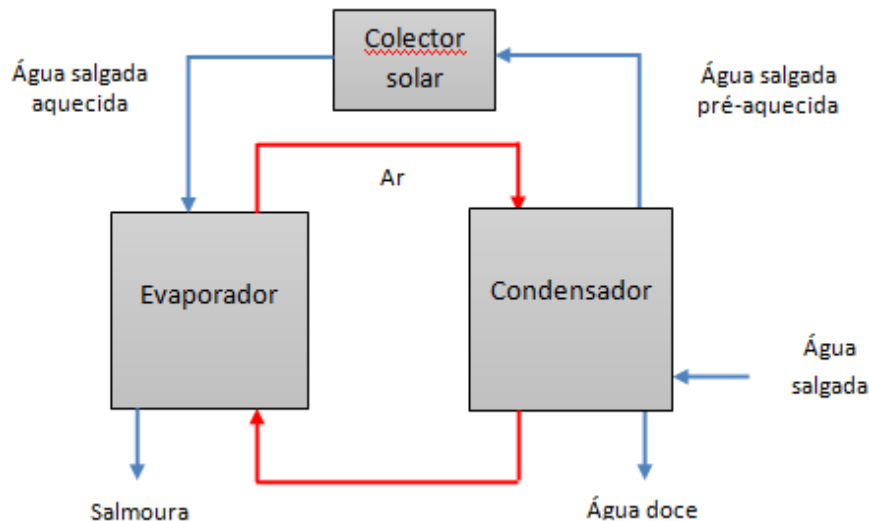 Colector
solar
Água salgada
aquecida
Água salgada
pré-aquecida
Ar
Evaporador
Condensador
Água
salgada
Salmoura
Água doce